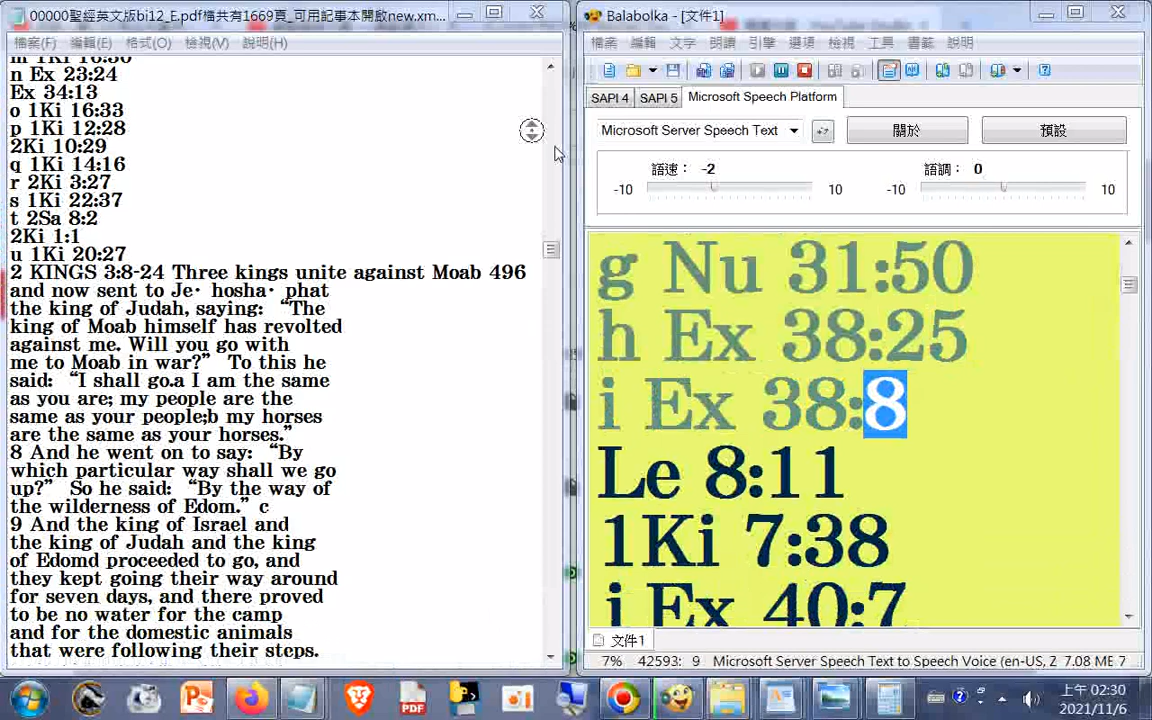 00000聖經英文版bi12_E.pdf檔共有1669頁_可用記事本開啟new.xm...
檔案(F) 編輯(E) 格式(O) 檢視(V) 說明(H)
m 1Ki 16:30
n Ex 23:24
Ex 34:13
o 1Ki 16:33
p 1Ki 12:28
2Ki 10:29
q 1Ki 14:16
r 2Ki 3:27
s 1Ki 22:37
t 2Sa 8:2
2Ki 1:1
u 1Ki 20:27
2 KINGS 3:8-24 Three kings unite against Moab 496
and now sent to Je· hosha· phat
the king of Judah, saying: “The
king of Moab himself has revolted
against me. Will you go with
me to Moab in war?” To this he
said: “I shall go.a I am the same
as you are; my people are the
same as your people;b my horses
are the same as your horses.”
8 And he went on to say: “By
which particular way shall we go
up?” So he said: “By the way of
the wilderness of Edom.” c
9 And the king of Israel and
the king of Judah and the king
of Edomd proceeded to go, and
they kept going their way around
for seven days, and there proved
to be no water for the camp
and for the domestic animals
that were following their steps.
Balabolka - [文件1]
檔案 編輯 文字 朗讀 引擎 選項 檢視 工具 書籤 說明
SAPI 4 SAPI 5 Microsoft Speech Platform
Microsoft Server Speech Text 關於 預設
語速： -2 語調： 0
-10 10 -10 10
g Nu 31:50
h Ex 38:25
i Ex 38:8
Le 8:11
1Ki 7:38
j Ex 40:7
文件1
7% 42593: 9 Microsoft Server Speech Text to Speech Voice (en-US, Z 7.08 ME 7
上午 02:30
2021/11/6